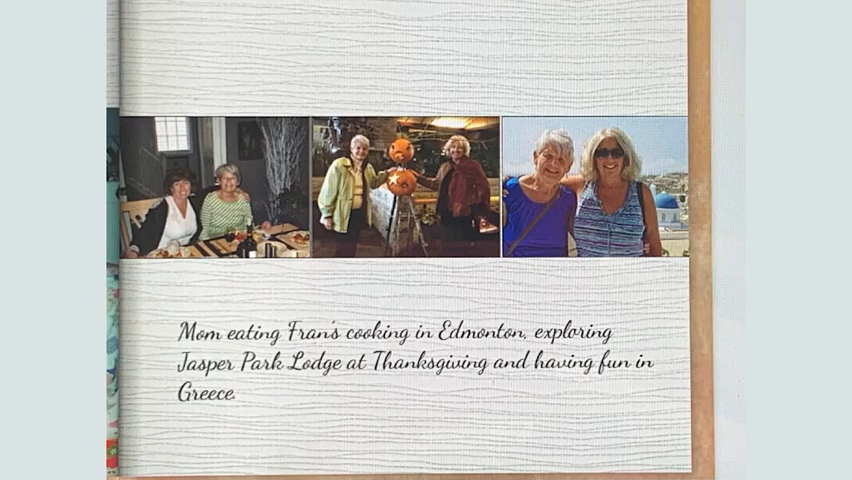 Mom eating Fran's cooking in Edmonton, exploring
Jasper Park Lodge at Thanksgiving and having fun in
Greece.